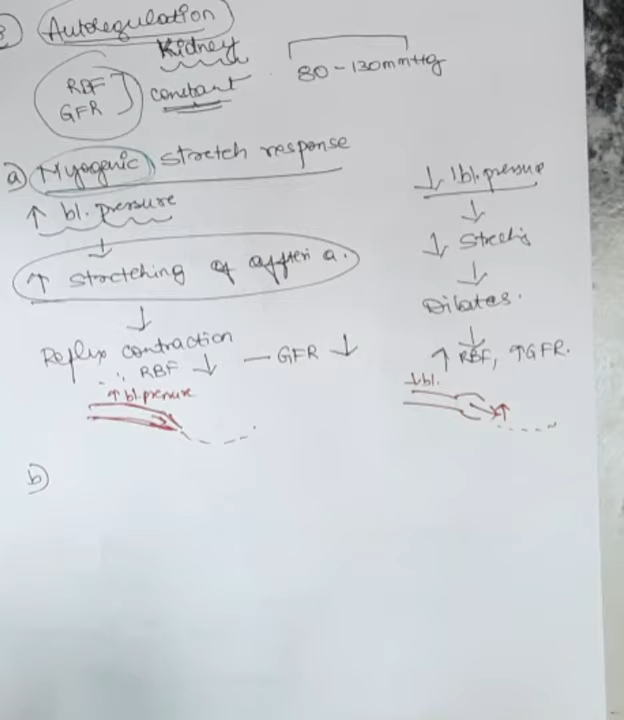 Autoregulation
Kidney
80-130mmHg
RBF
GFR } constant
a) Myogenic stretch response
↑ bl. pressure
↓
↑ stretching of affren a.
↓
Reflex contraction
∴ RBF ↓ — GFR ↓
↑ bl. pressure
↓ bl. pressure
↓
↓ Stretch
↓
Dilates.
↓
↑ RBF, ↑GFR.
↓bl.
b)